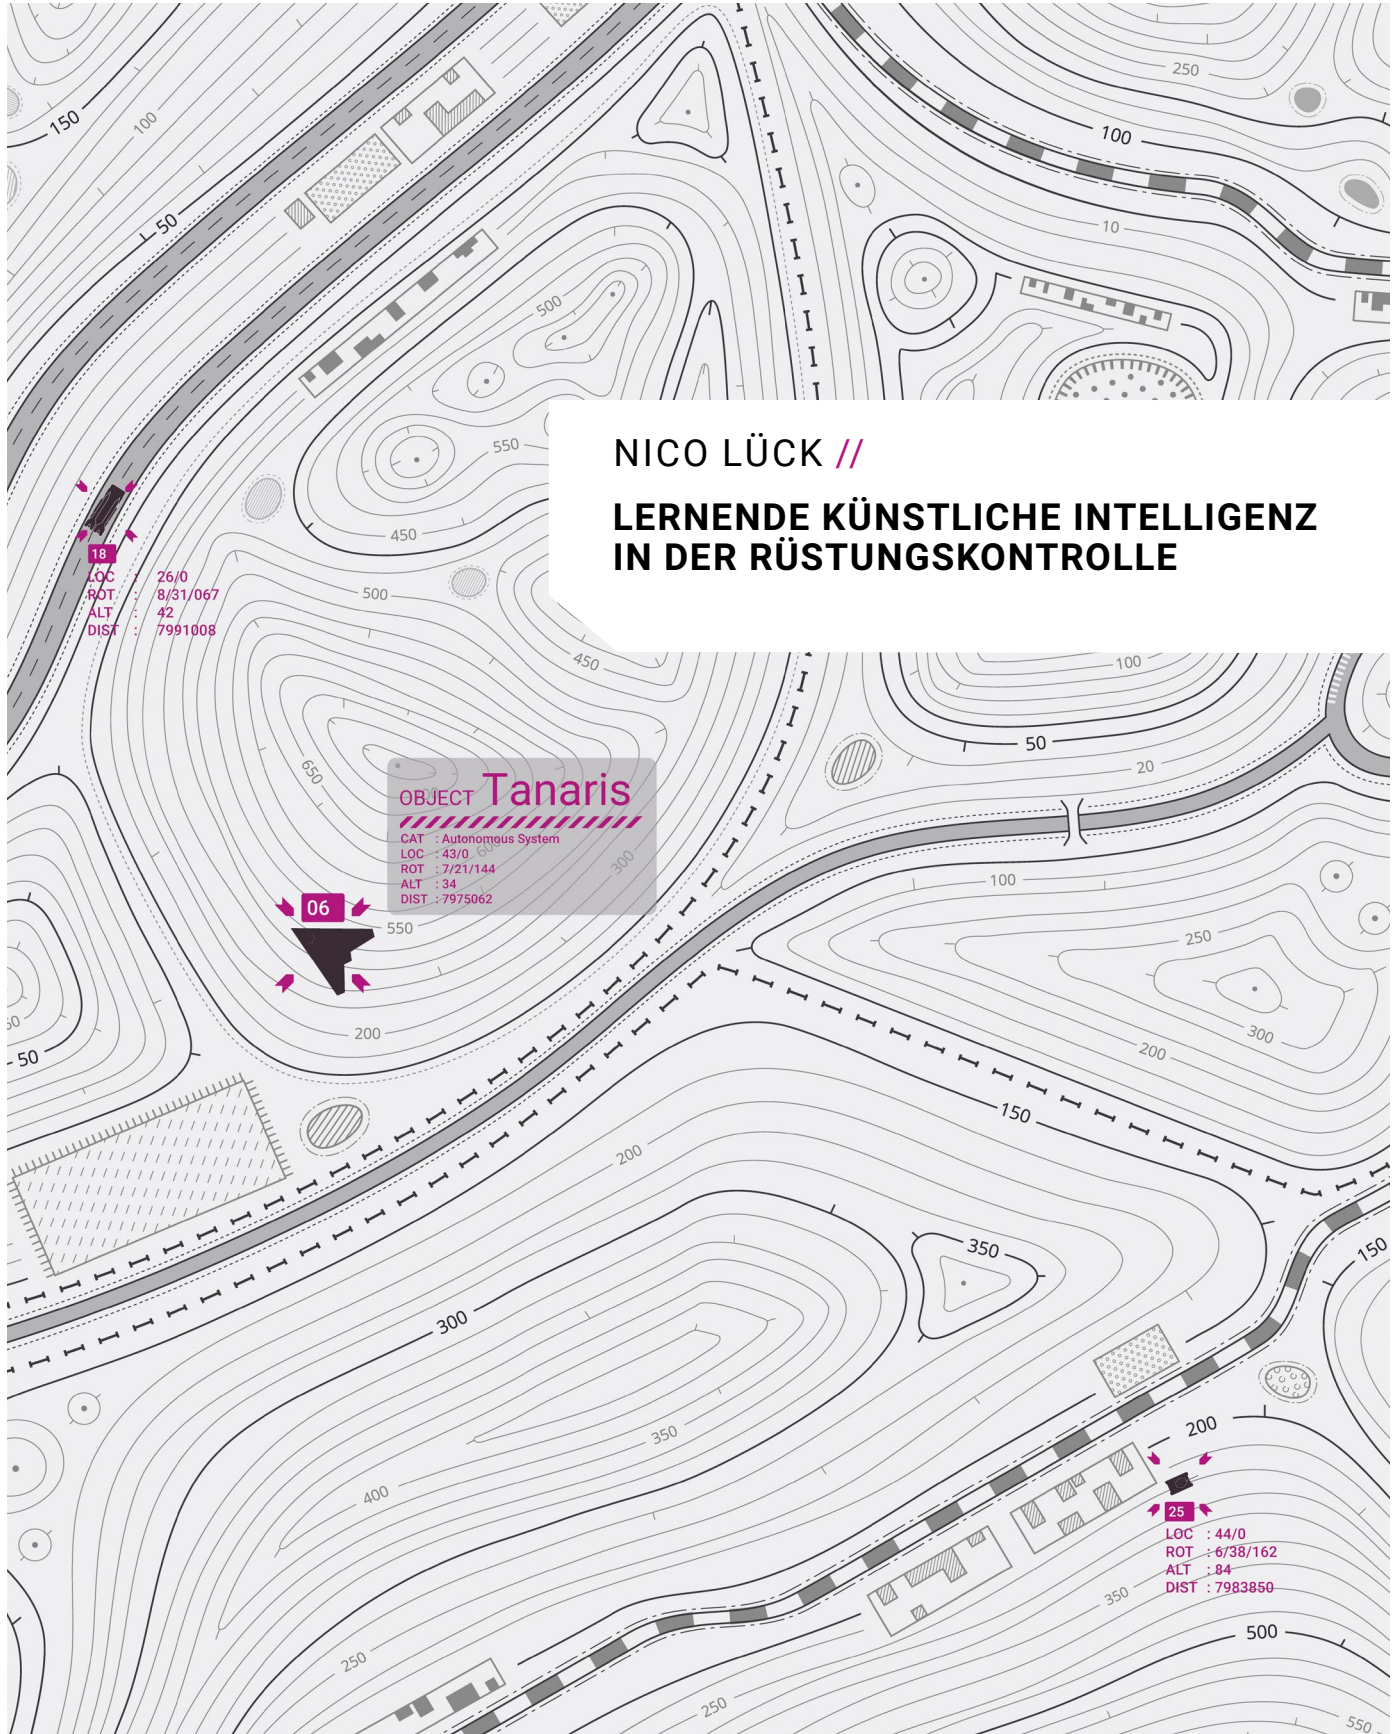 250
150
100
100
50
10
500
NICO LÜCK //
550
LERNENDE KÜNSTLICHE INTELLIGENZ
IN DER RÜSTUNGSKONTROLLE
450
18
LOC : 26/0
ROT : 8/31/067
ALT : 42
DIST : 7991008
500
450
100
50
20
650
OBJECT Tanaris
CAT : Autonomous System
LOC : 43/0
ROT : 7/21/144
ALT : 34
DIST : 7975062
600
300
06
550
100
250
200
300
200
50
50
150
200
350
150
300
350
400
200
25
LOC : 44/0
ROT : 6/38/162
ALT : 84
DIST : 7983850
350
500
250
250
550